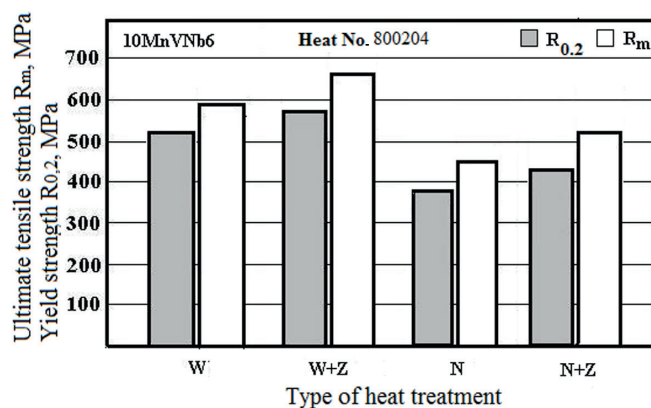 10MnVNb6 Heat No. 800204 R0.2 Rm
Ultimate tensile strength Rm, MPa
Yield strength R0,2, MPa
700
600
500
400
300
200
100
W W+Z N N+Z
Type of heat treatment